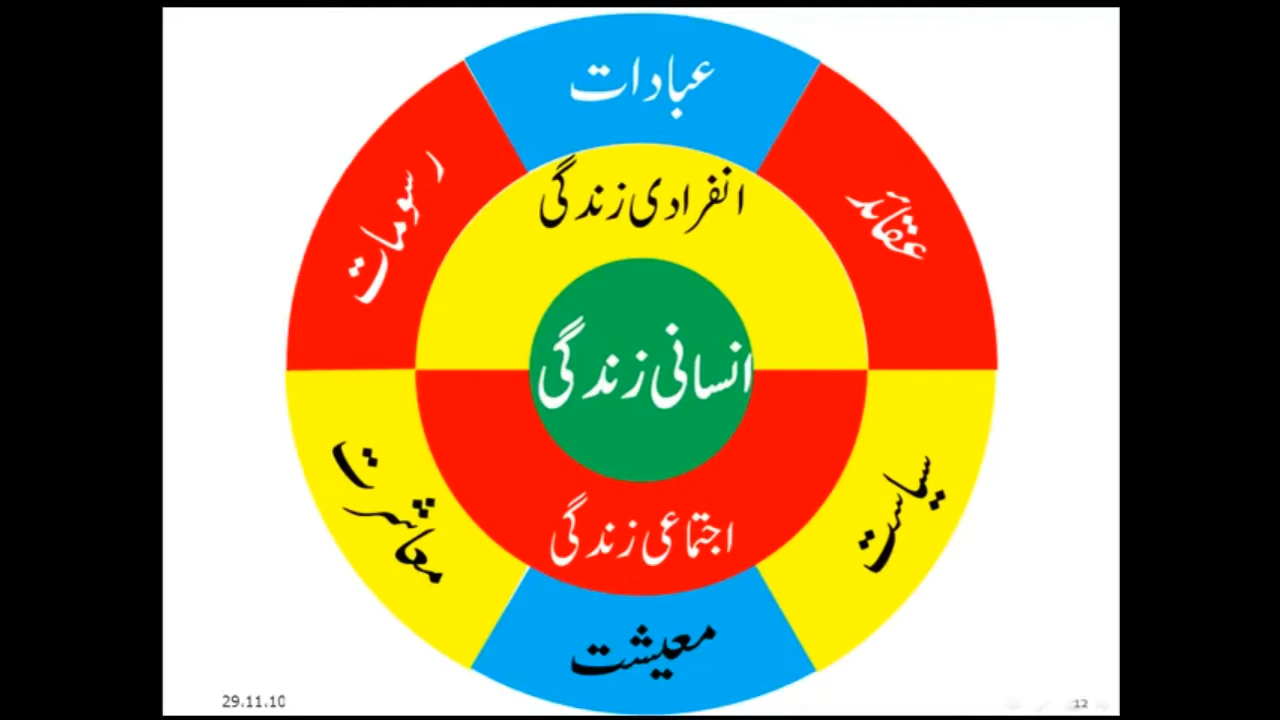 عبادات
عقائد
رسومات
انفرادی زندگی
انسانی زندگی
اجتماعی زندگی
سیاست
معاشرت
معیشت
29.11.10
12